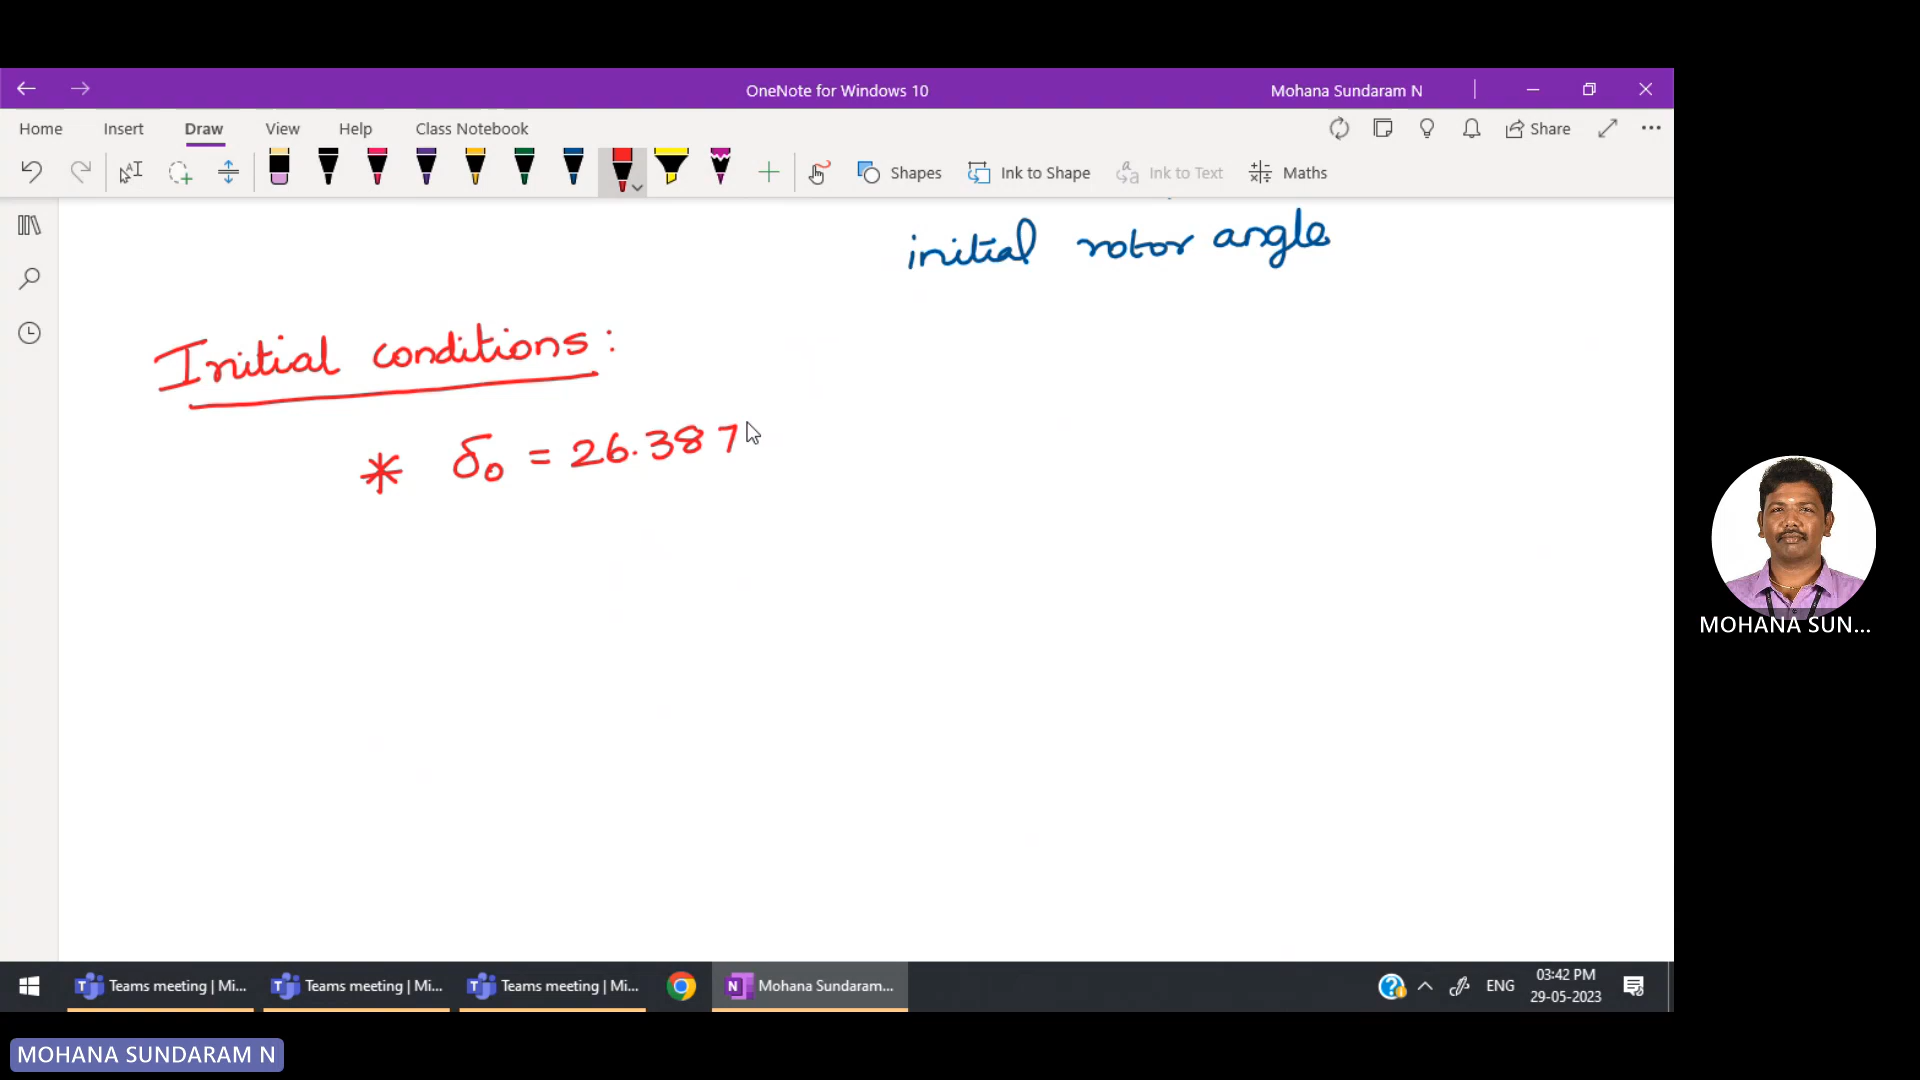 OneNote for Windows 10
Mohana Sundaram N
Home Insert Draw View Help Class Notebook
Share
Shapes Ink to Shape Ink to Text Maths
initial rotor angle
Initial conditions:
* δ₀ = 26.387
MOHANA SUN...
Teams meeting | Mi... Teams meeting | Mi... Teams meeting | Mi... Mohana Sundaram... ENG 03:42 PM
29-05-2023
MOHANA SUNDARAM N